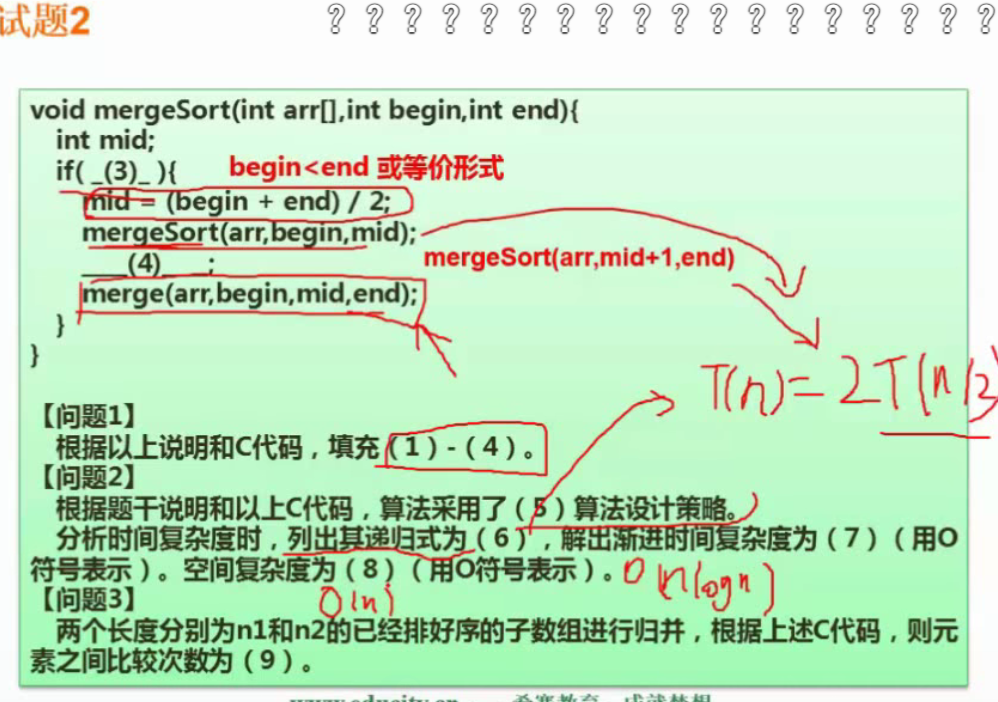 试题2
? ? ? ? ? ? ? ? ? ? ? ? ? ? ? ? ? ?
void mergeSort(int arr[],int begin,int end){
int mid;
if( _(3)_ ){ begin<end 或等价形式
mid = (begin + end) / 2;
mergeSort(arr,begin,mid);
____(4)____; mergeSort(arr,mid+1,end)
merge(arr,begin,mid,end);
}
}
T(n)=2T(n/2)
【问题1】
根据以上说明和C代码，填充（1）-（4）。
【问题2】
根据题干说明和以上C代码，算法采用了（5）算法设计策略。
分析时间复杂度时，列出其递归式为（6），解出渐进时间复杂度为（7）（用O
符号表示）。空间复杂度为（8）（用O符号表示）。O(nlogn)
【问题3】 O(n)
两个长度分别为n1和n2的已经排好序的子数组进行归并，根据上述C代码，则元
素之间比较次数为（9）。